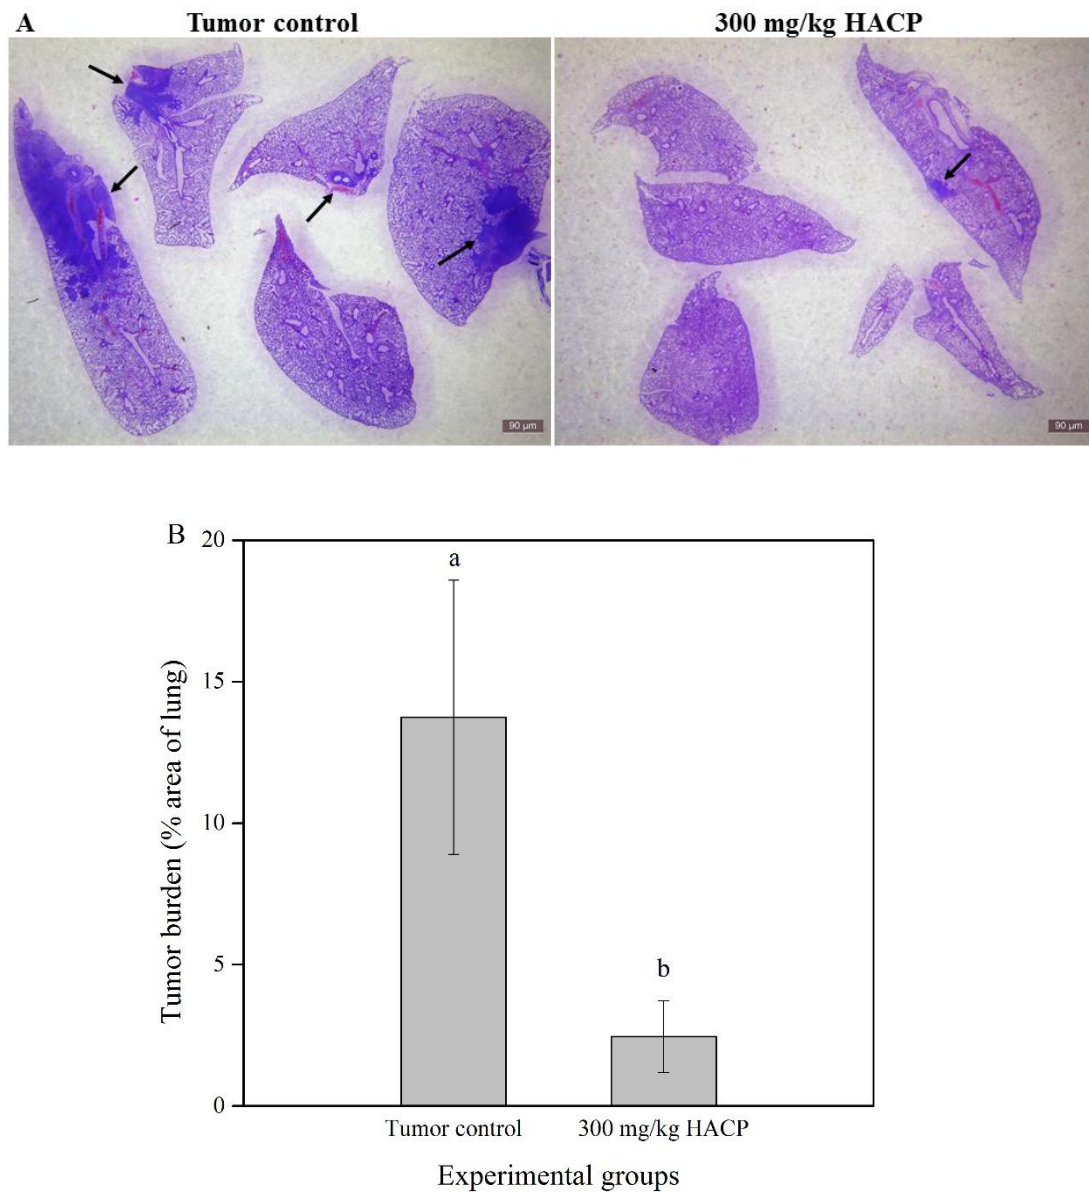 A
Tumor control
300 mg/kg HACP
90 µm
90 µm
B
a
b
20
15
10
5
0
Tumor burden (% area of lung)
Tumor control
300 mg/kg HACP
Experimental groups